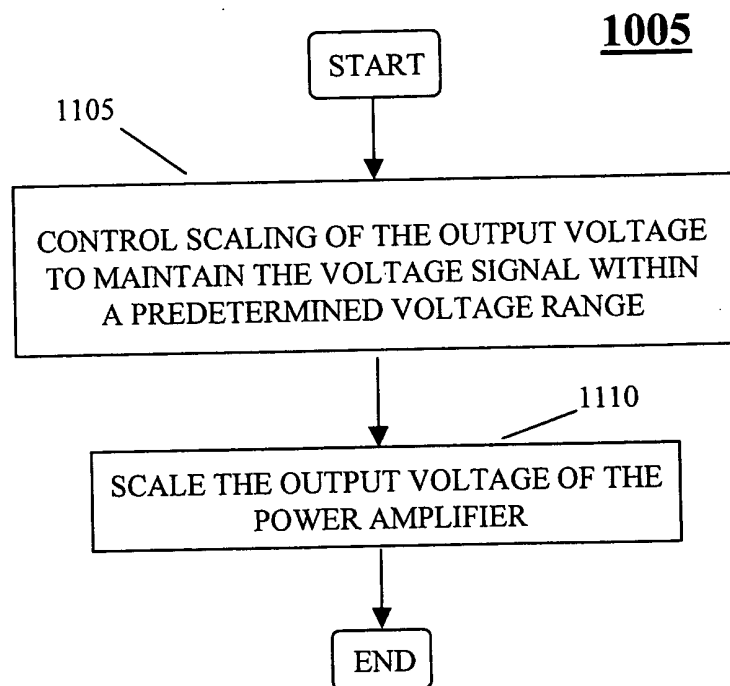 1005
START
1105
CONTROL SCALING OF THE OUTPUT VOLTAGE
TO MAINTAIN THE VOLTAGE SIGNAL WITHIN
A PREDETERMINED VOLTAGE RANGE
1110
SCALE THE OUTPUT VOLTAGE OF THE
POWER AMPLIFIER
END